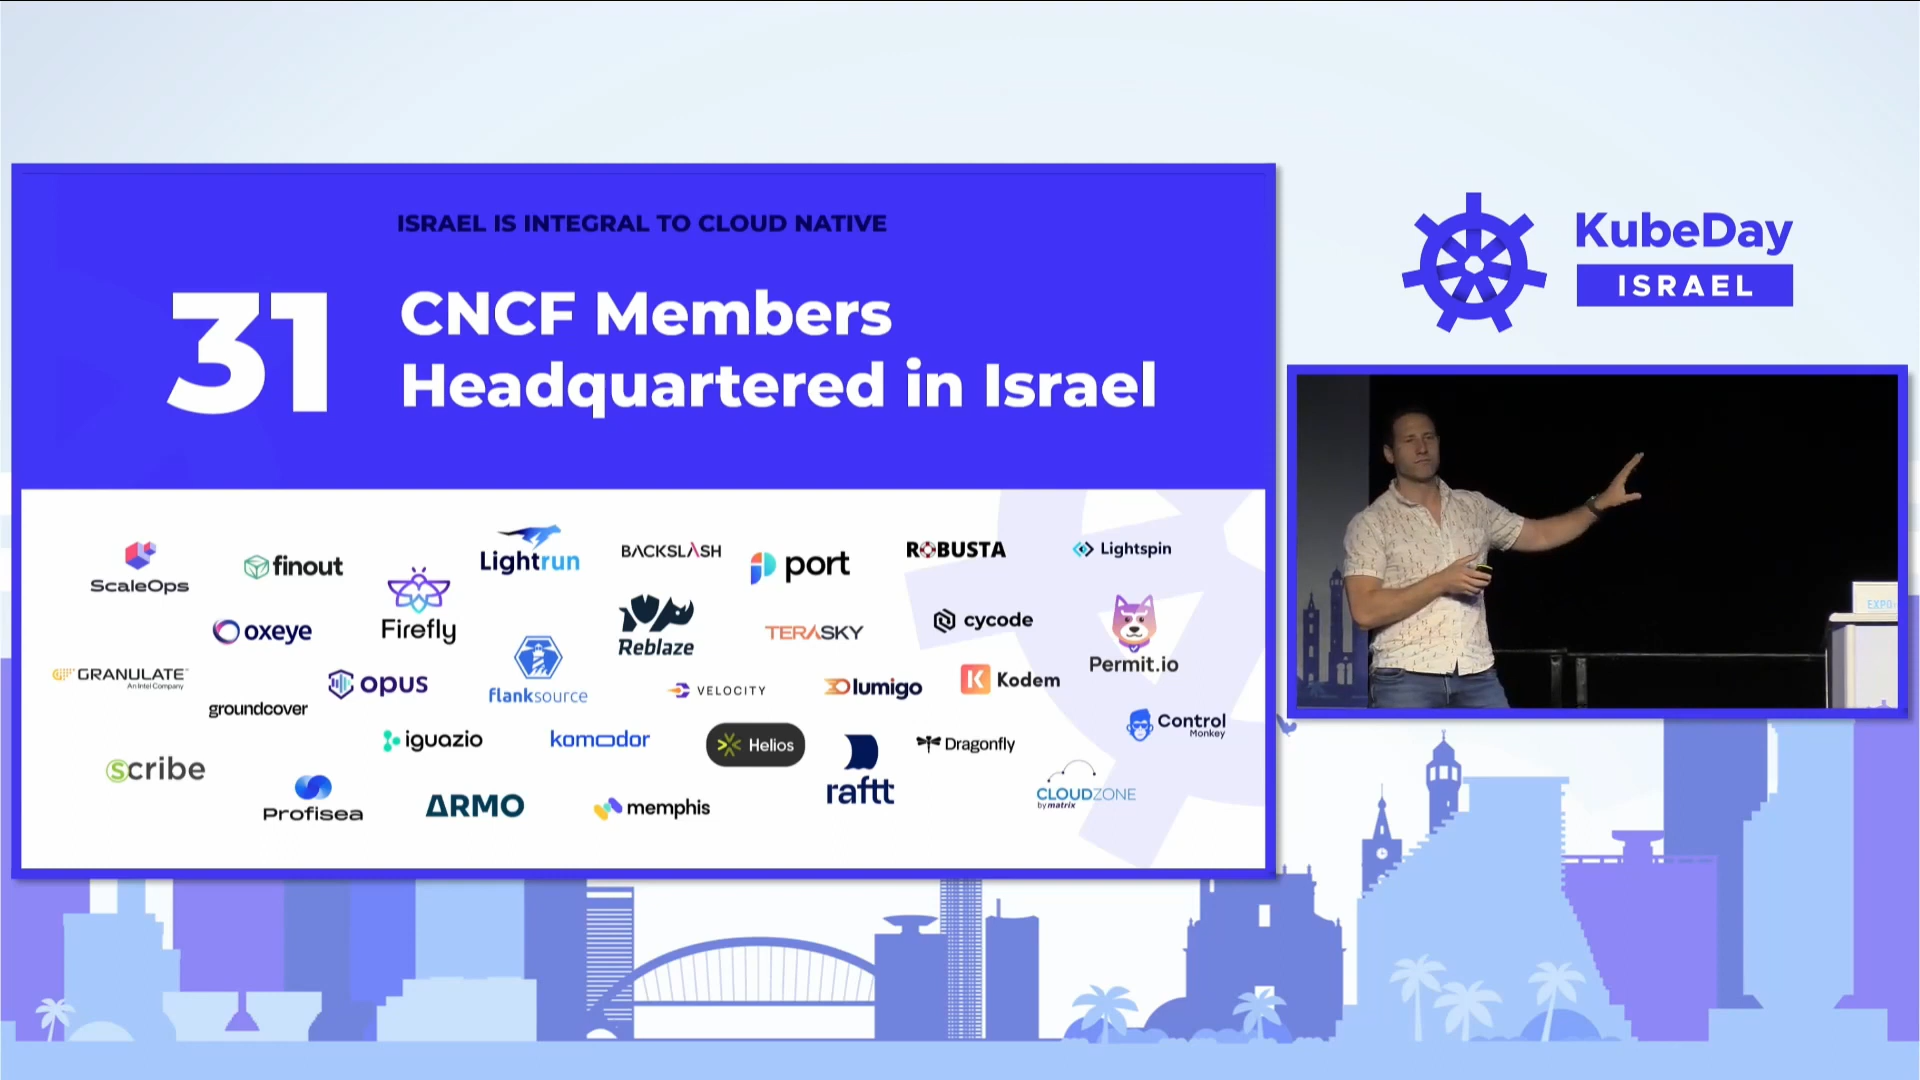 ISRAEL IS INTEGRAL TO CLOUD NATIVE
31
CNCF Members
Headquartered in Israel
KubeDay
ISRAEL
ScaleOps
finout
Firefly
Lightrun
BACKSLASH
port
ROBUSTA
Lightspin
oxeye
Reblaze
TERASKY
cycode
Permit.io
GRANULATE
An Intel Company
groundcover
opus
flanksource
VELOCITY
lumigo
Kodem
Control
Monkey
scribe
iguazio
komodor
Helios
Dragonfly
Profisea
ARMO
memphis
raftt
CLOUDZONE
by matrix
EXPO